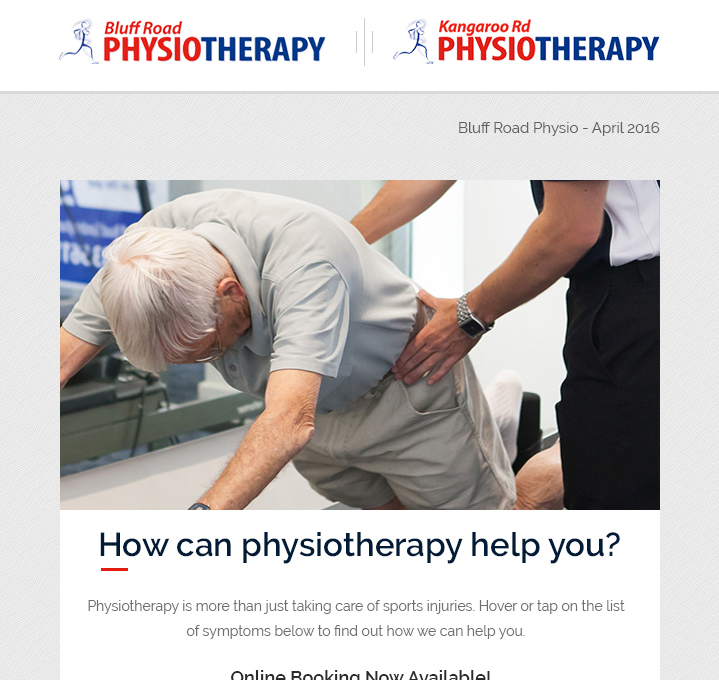 Bluff Road
PHYSIOTHERAPY
Kangaroo Rd
PHYSIOTHERAPY
Bluff Road Physio - April 2016
How can physiotherapy help you?
Physiotherapy is more than just taking care of sports injuries. Hover or tap on the list
of symptoms below to find out how we can help you.
Online Booking Now Available!